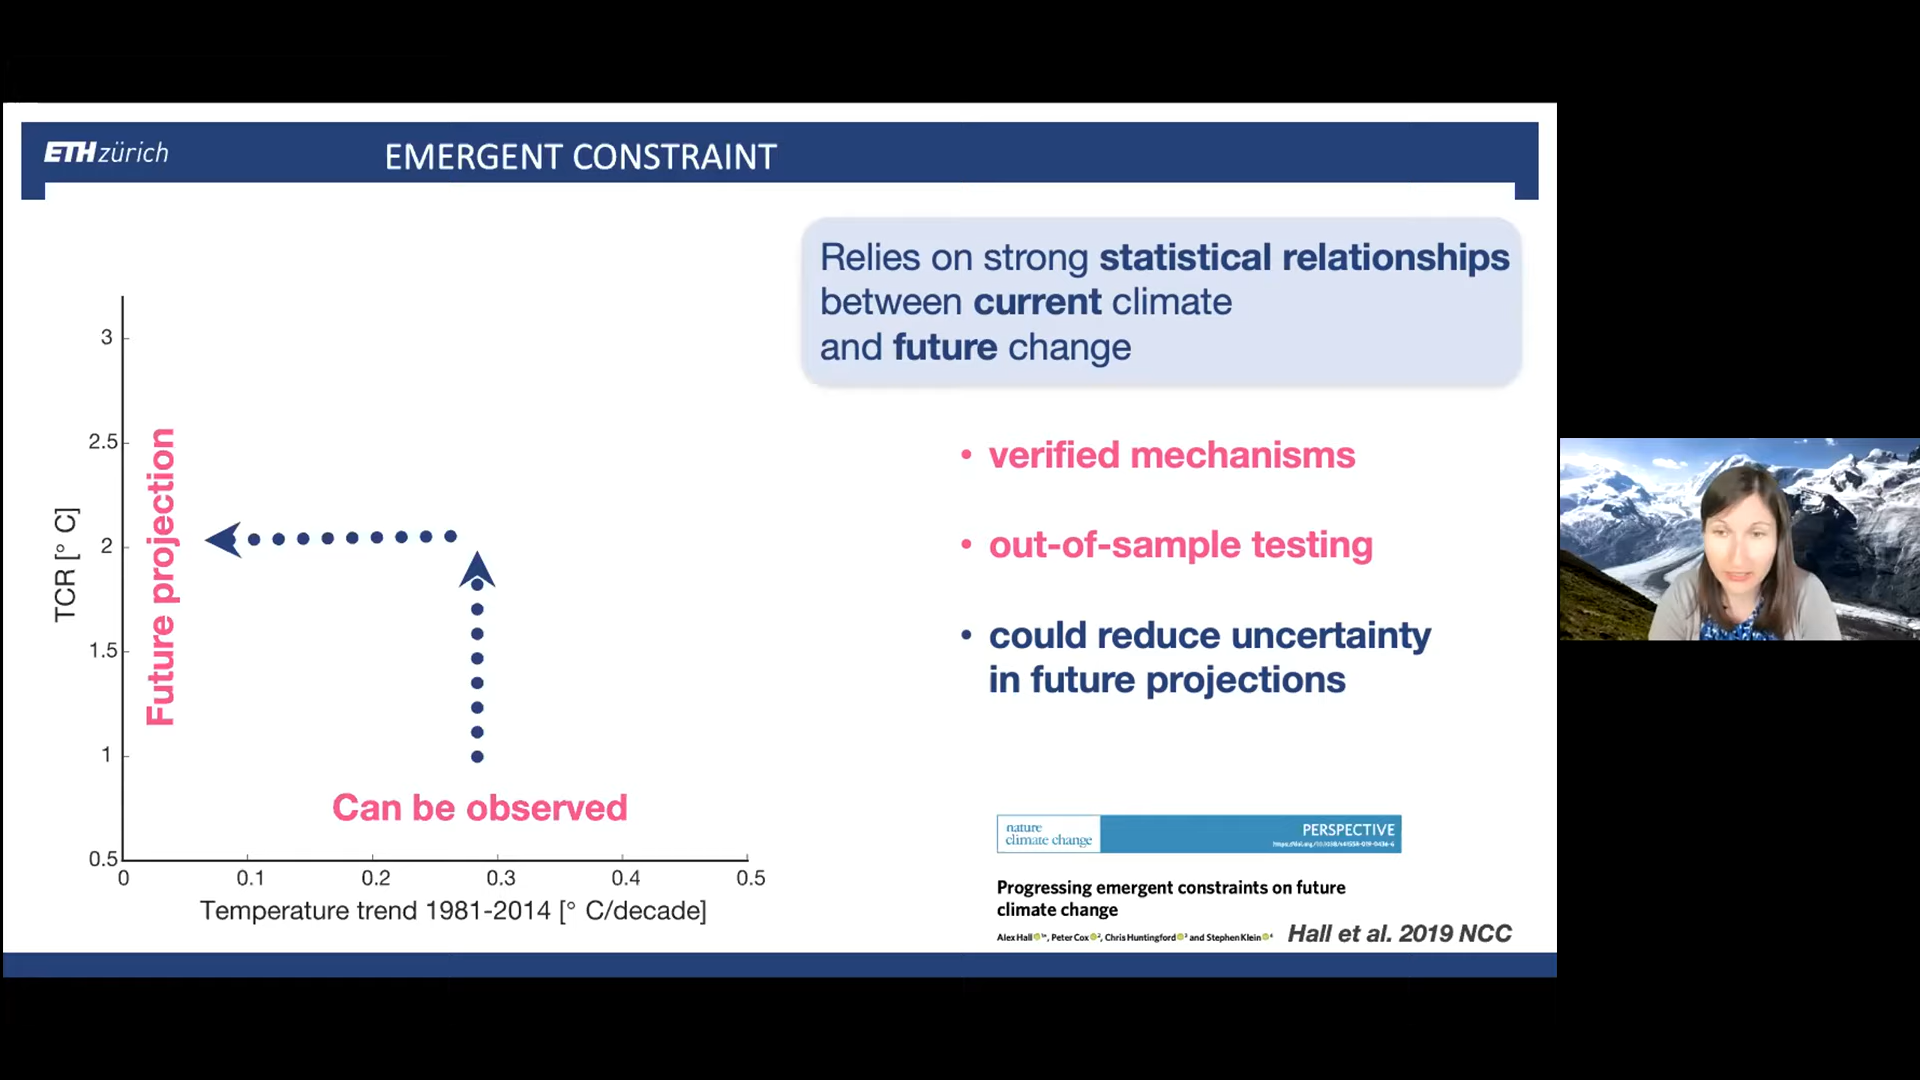 ETH zürich
EMERGENT CONSTRAINT
Relies on strong statistical relationships
between current climate
and future change
3
2.5
2
1.5
1
0.5
TCR [° C]
Future projection
Can be observed
0 0.1 0.2 0.3 0.4 0.5
Temperature trend 1981-2014 [° C/decade]
• verified mechanisms
• out-of-sample testing
• could reduce uncertainty
in future projections
nature
climate change
PERSPECTIVE
Progressing emergent constraints on future
climate change
Alex Hall, Peter Cox, Chris Huntingford and Stephen Klein
Hall et al. 2019 NCC